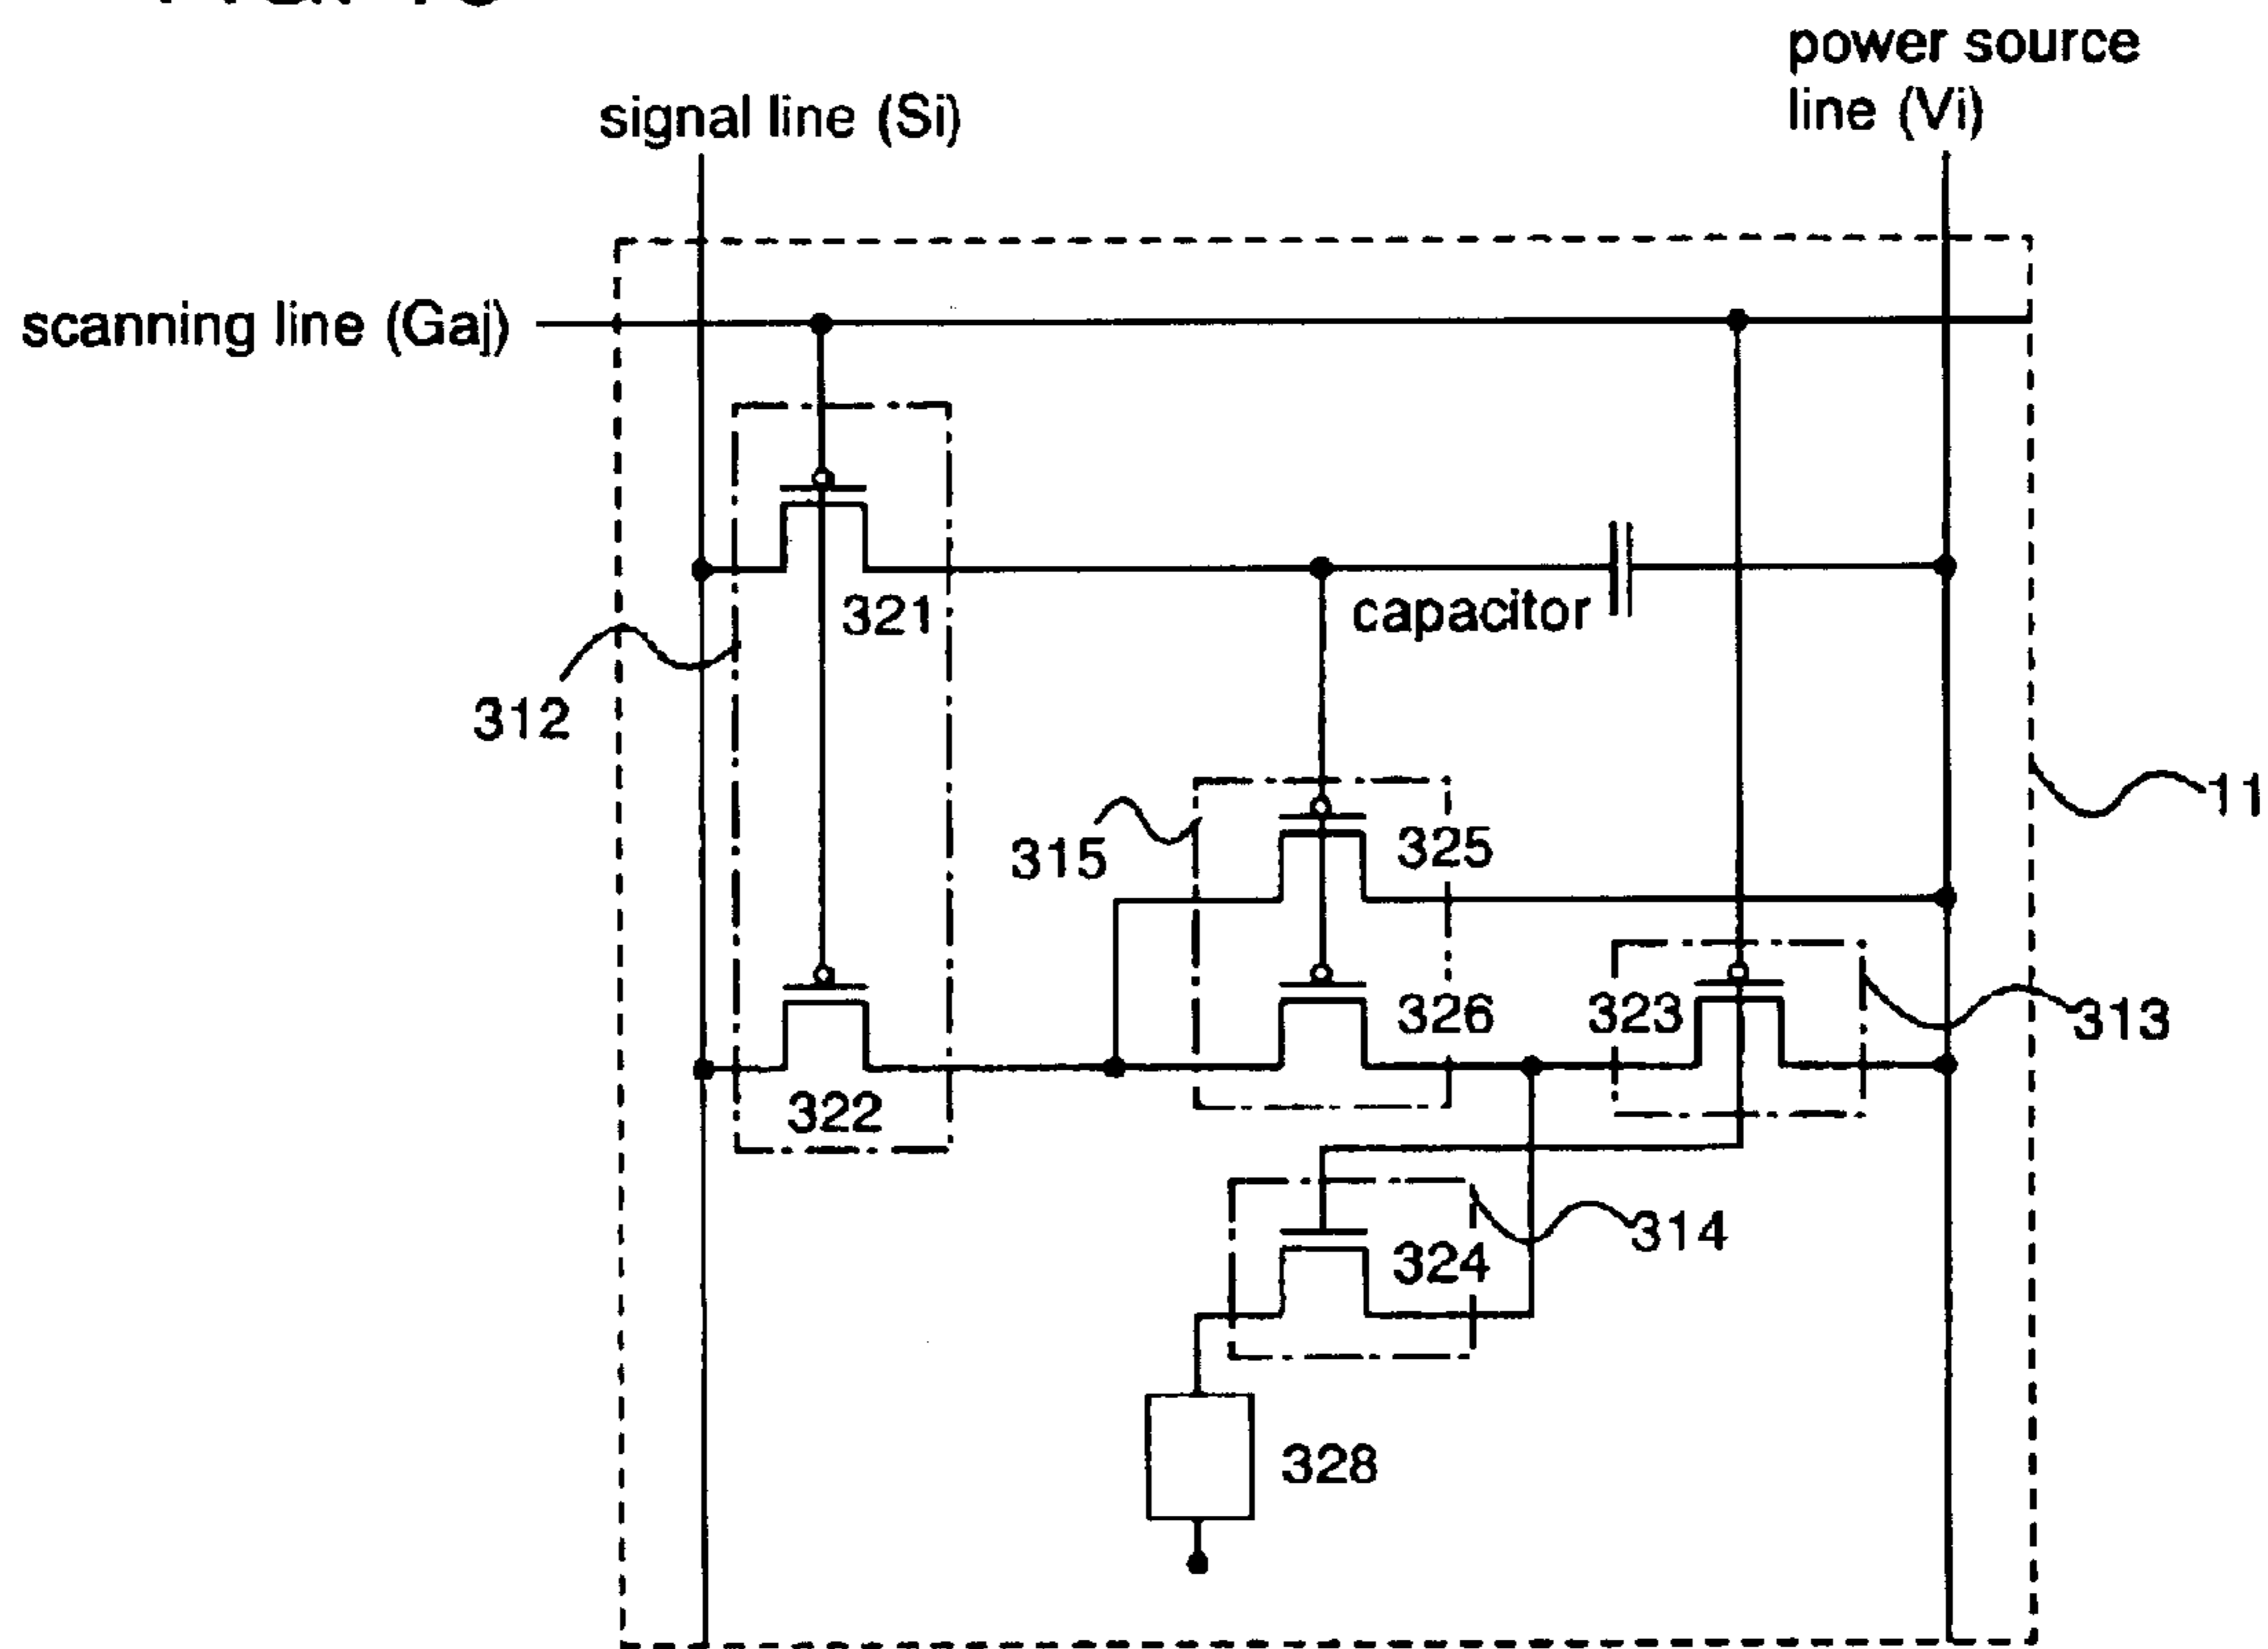 power source
line (Vi)
signal line (Si)
scanning line (Gaj)
321
capacitor
312
11
315
325
326
323
313
322
314
324
328